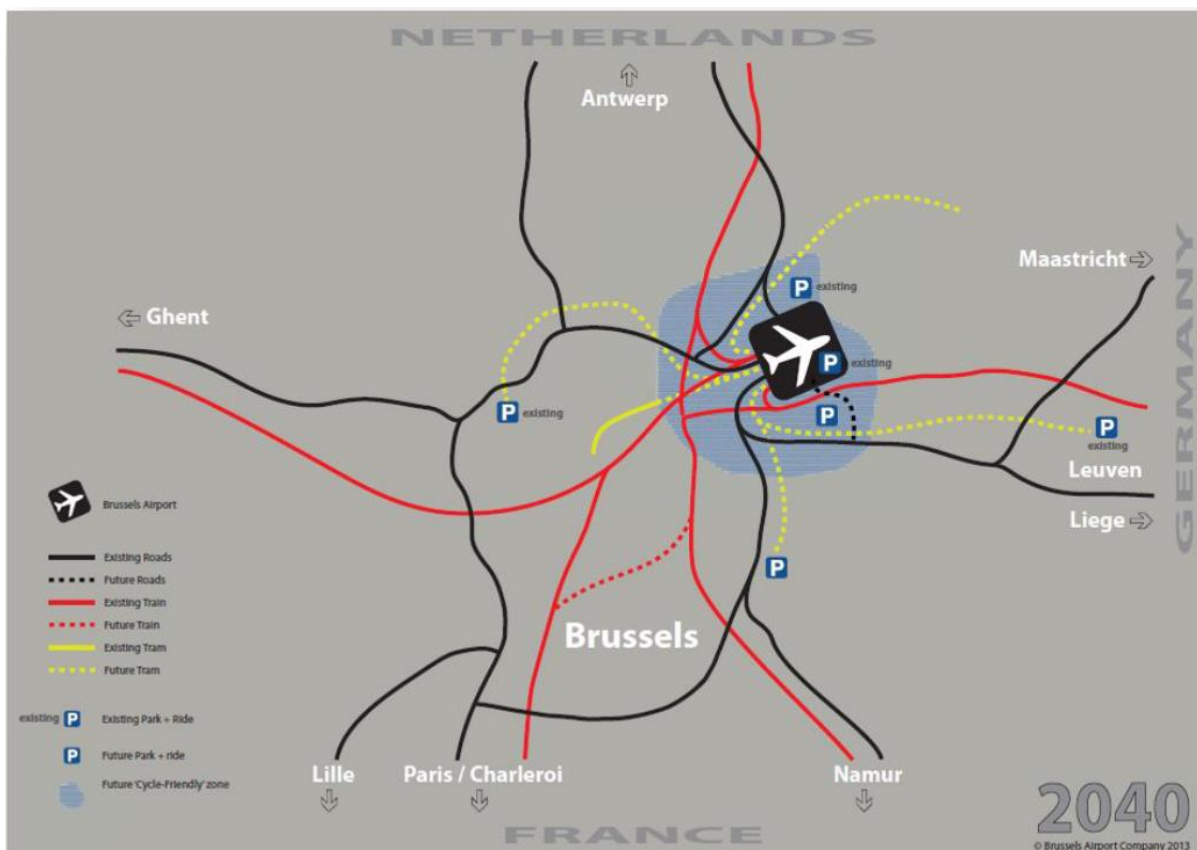 NETHERLANDS
Antwerp
Maastricht
existing
Ghent
existing
existing
existing
Leuven
Liege
GERMANY
Brussels Airport
Existing Roads
Future Roads
Existing Train
Future Train
Existing Tram
Future Tram
Brussels
existing P Existing Park + Ride
P Future Park + ride
Future 'Cycle-Friendly' zone
Lille
Paris / Charleroi
Namur
FRANCE
2040
© Brussels Airport Company 2013
P
P
P
P
P
P